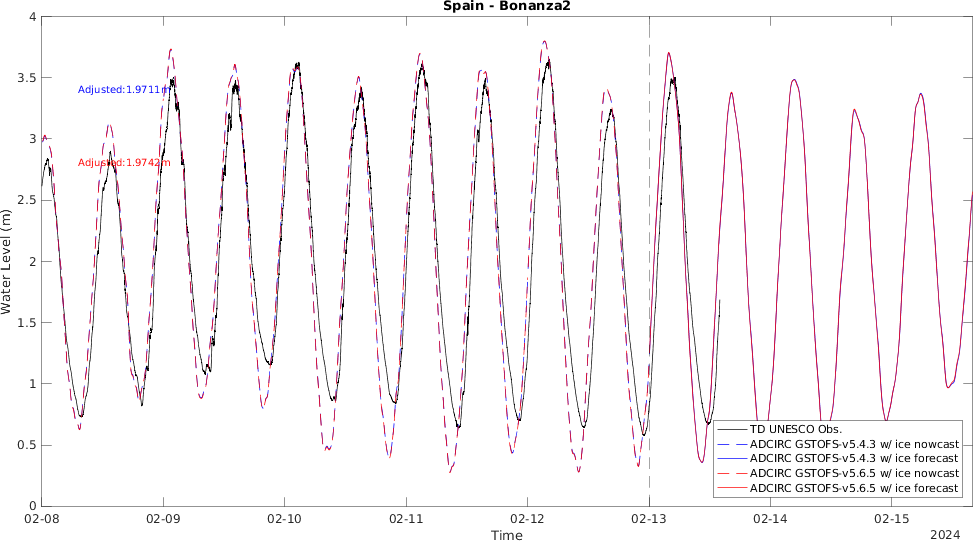 Spain - Bonanza2
4
3.5
3
2.5
2
1.5
1
0.5
0
Water Level (m)
Adjusted:1.9711m
Adjusted:1.9742m
TD UNESCO Obs.
ADCIRC GSTOFS-v5.4.3 w/ ice nowcast
ADCIRC GSTOFS-v5.4.3 w/ ice forecast
ADCIRC GSTOFS-v5.6.5 w/ ice nowcast
ADCIRC GSTOFS-v5.6.5 w/ ice forecast
02-08 02-09 02-10 02-11 02-12 02-13 02-14 02-15
Time
2024